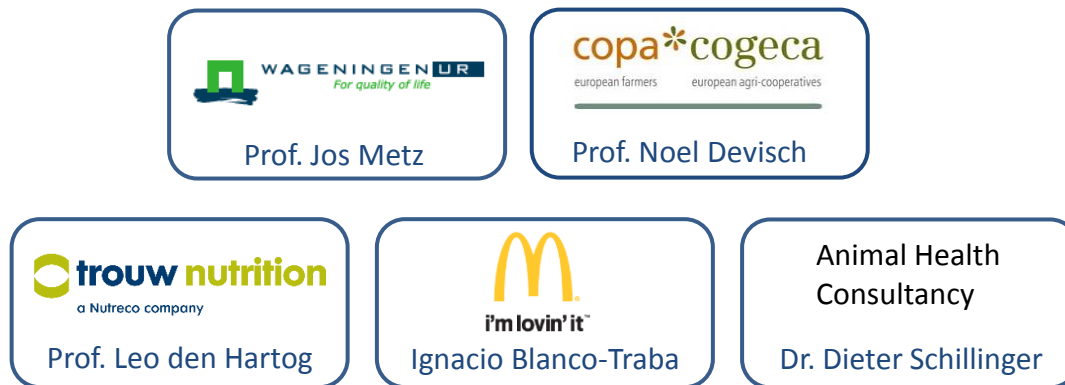 WAGENINGEN UR
For quality of life
Prof. Jos Metz
copa*cogeca
european farmers european agri-cooperatives
Prof. Noel Devisch
trouw nutrition
a Nutreco company
Prof. Leo den Hartog
i'm lovin' it™
Ignacio Blanco-Traba
Animal Health
Consultancy
Dr. Dieter Schillinger